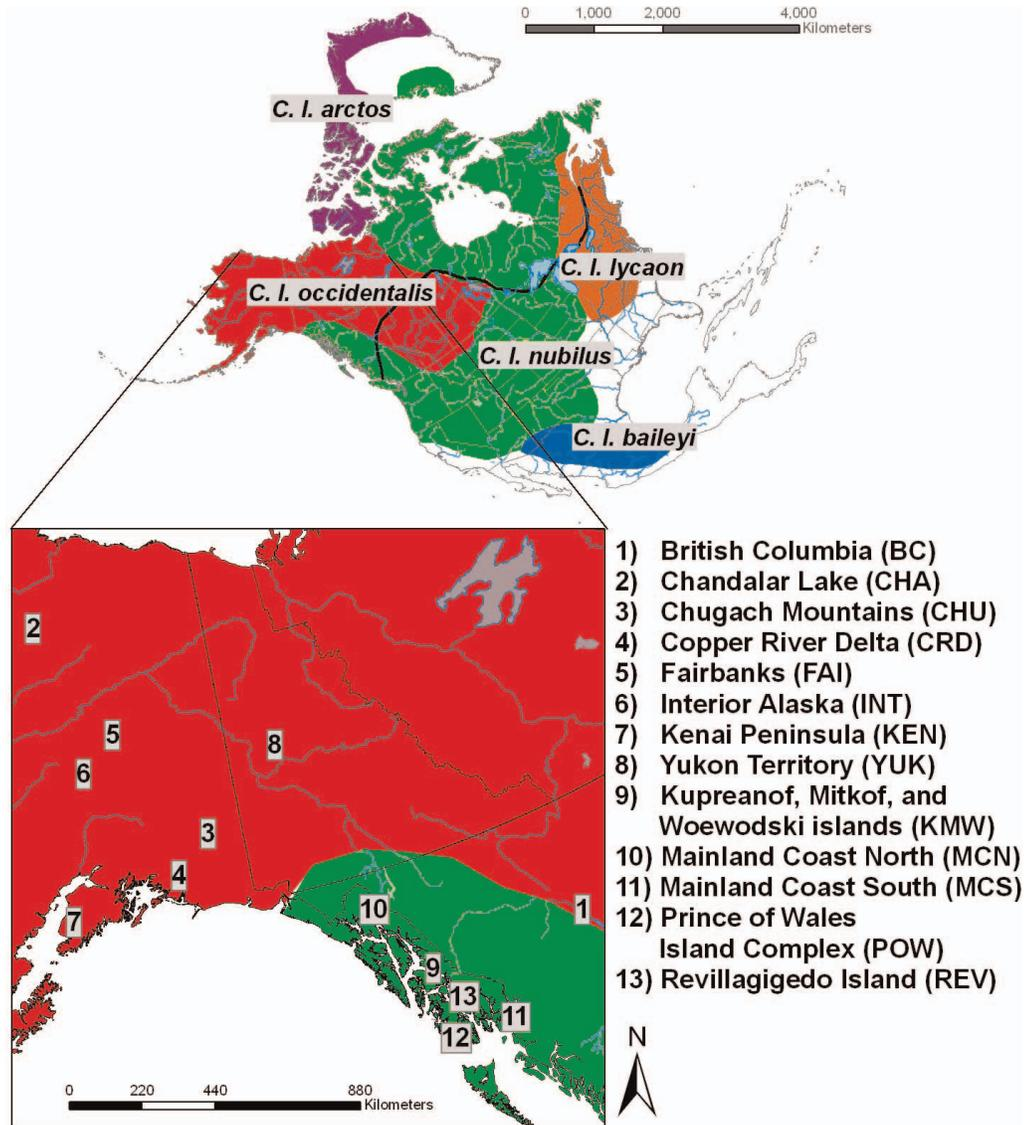 0 1,000 2,000 4,000
Kilometers
C. l. arctos
C. l. lycaon
C. l. occidentalis
C. l. nubilus
C. l. baileyi
1) British Columbia (BC)
2) Chandalar Lake (CHA)
3) Chugach Mountains (CHU)
4) Copper River Delta (CRD)
5) Fairbanks (FAI)
6) Interior Alaska (INT)
7) Kenai Peninsula (KEN)
8) Yukon Territory (YUK)
9) Kupreanof, Mitkof, and
Woewodski islands (KMW)
10) Mainland Coast North (MCN)
11) Mainland Coast South (MCS)
12) Prince of Wales
Island Complex (POW)
13) Revillagigedo Island (REV)
2
5
8
6
3
4
7
10
1
9
13
11
12
N
0 220 440 880
Kilometers